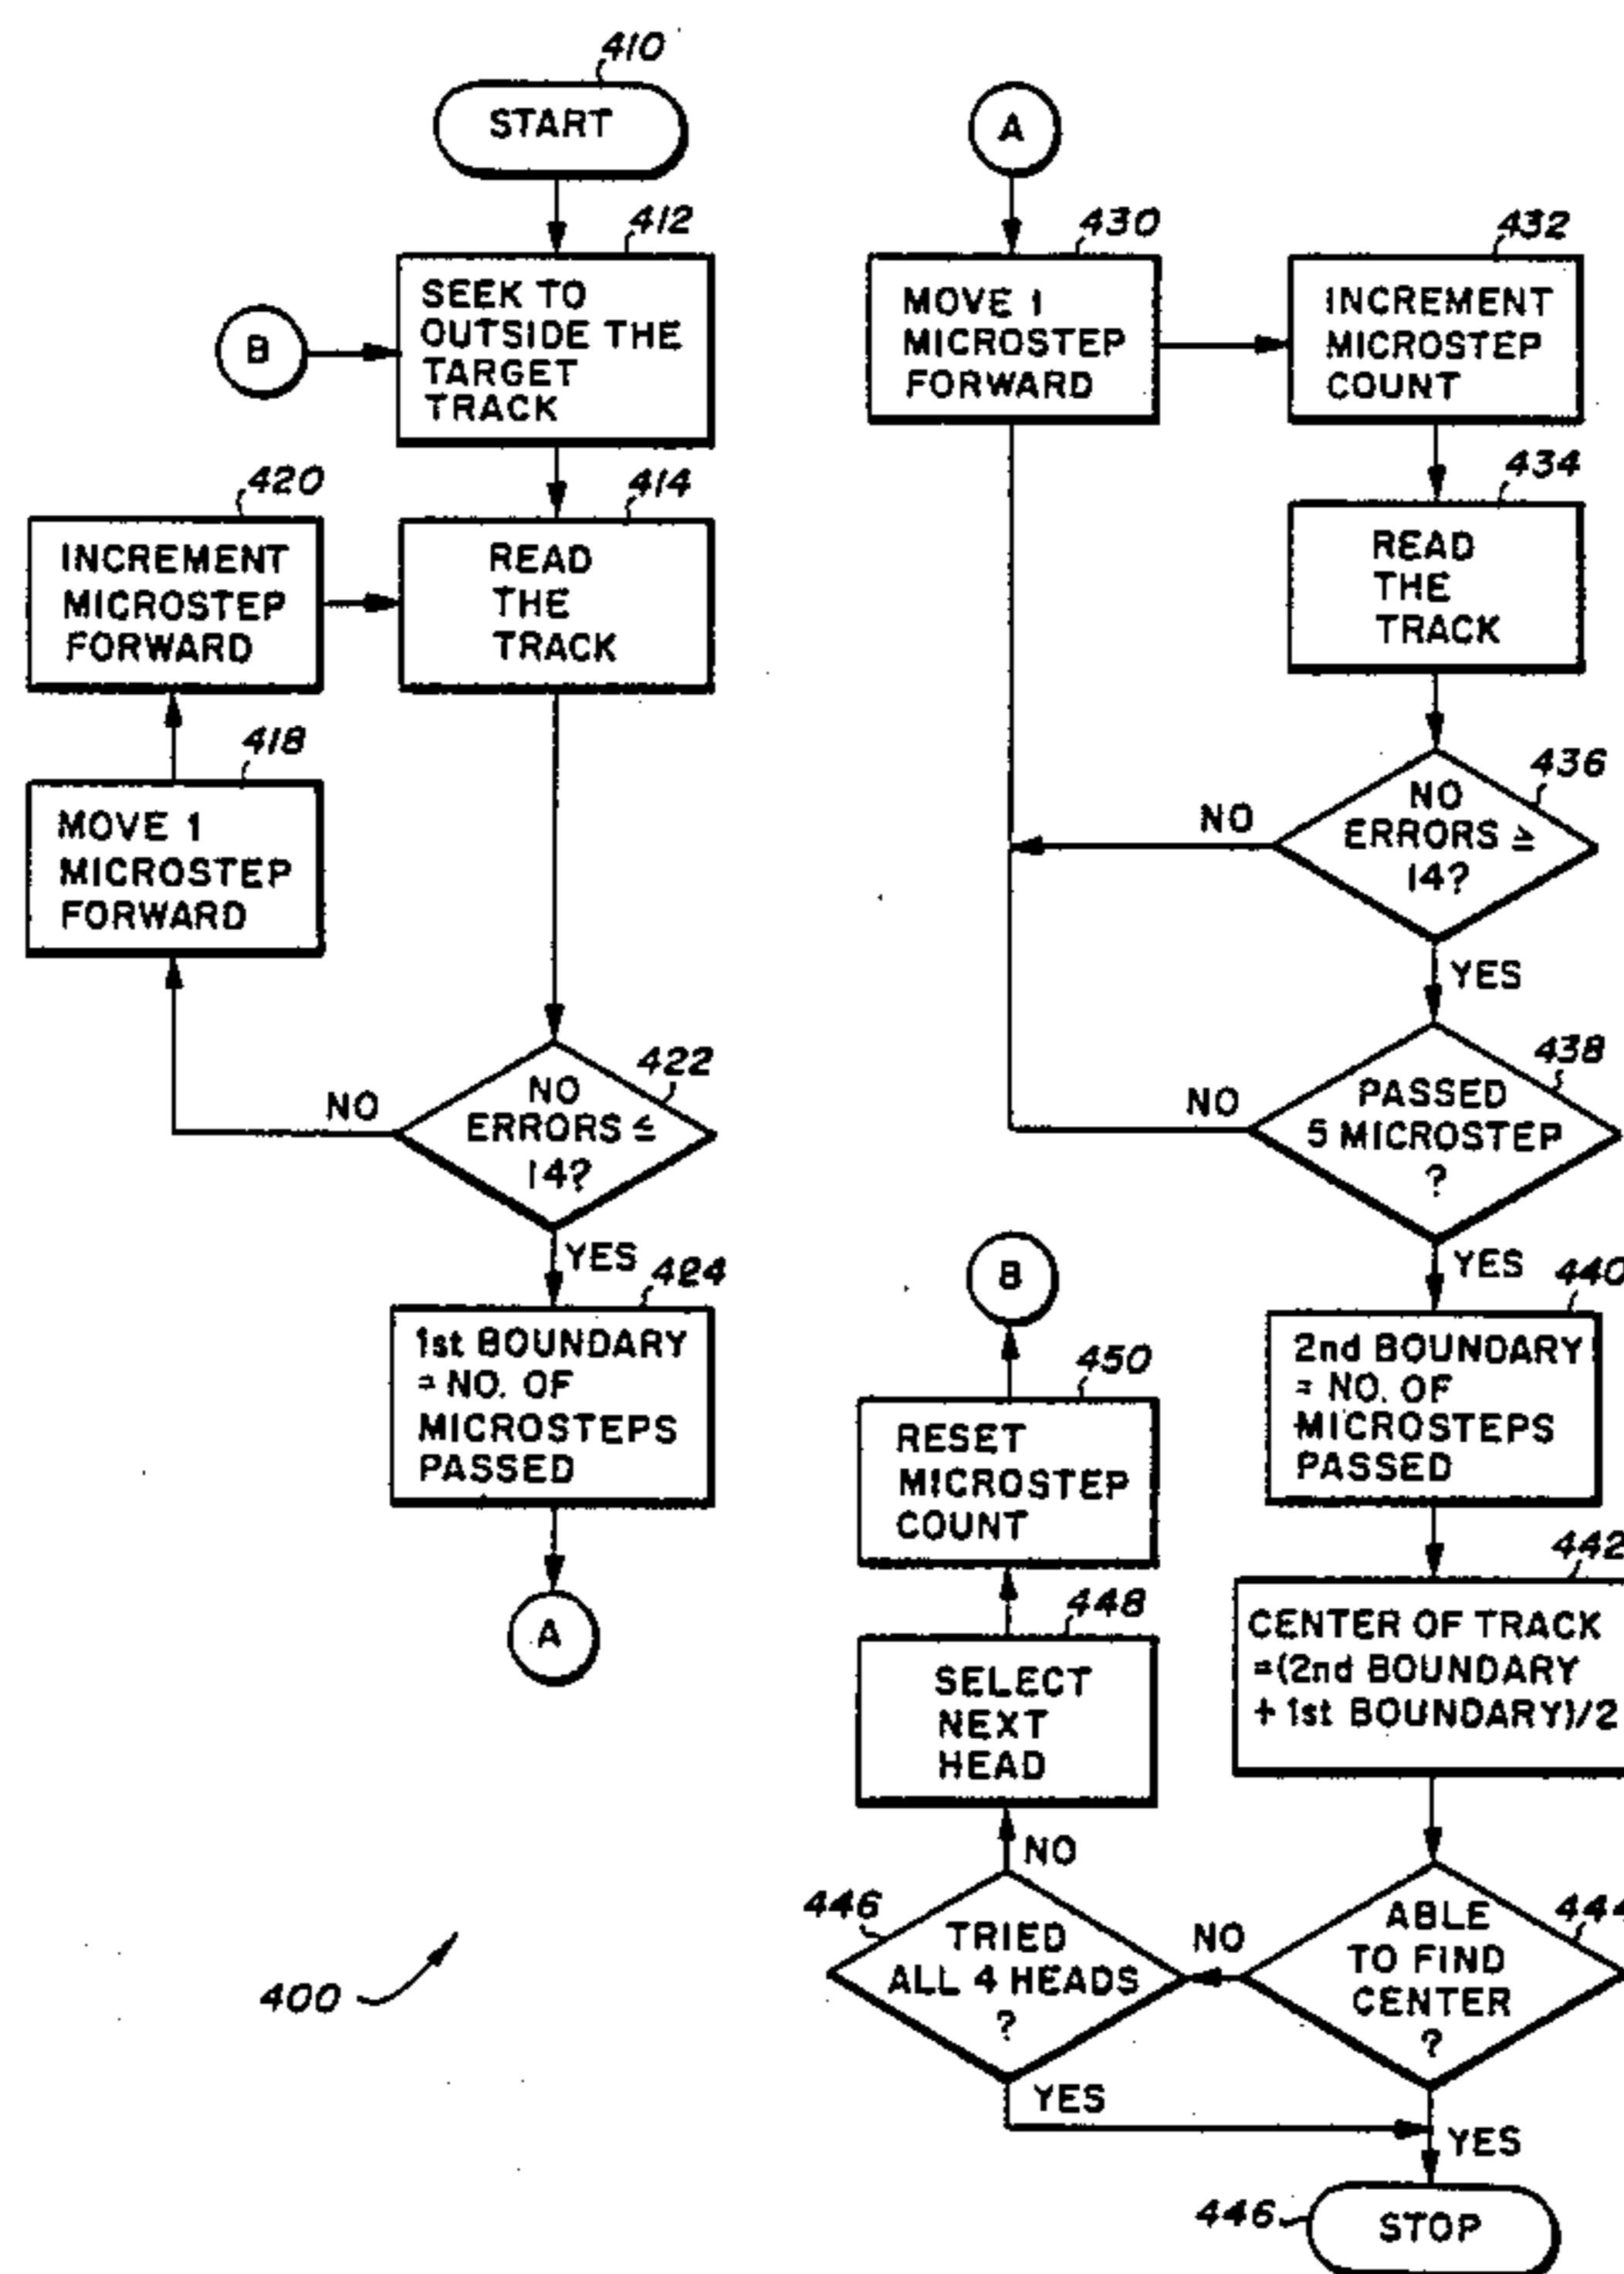 410
START
412
SEEK TO
OUTSIDE THE
TARGET
TRACK
B
420
INCREMENT
MICROSTEP
FORWARD
414
READ
THE
TRACK
418
MOVE 1
MICROSTEP
FORWARD
422
NO
ERRORS ≤
14?
NO
YES
424
1st BOUNDARY
= NO. OF
MICROSTEPS
PASSED
A
400
A
430
MOVE 1
MICROSTEP
FORWARD
432
INCREMENT
MICROSTEP
COUNT
434
READ
THE
TRACK
436
NO
ERRORS ≥
14?
NO
YES
438
PASSED
5 MICROSTEP
?
NO
YES
440
2nd BOUNDARY
= NO. OF
MICROSTEPS
PASSED
442
CENTER OF TRACK
=(2nd BOUNDARY
+ 1st BOUNDARY)/2
444
ABLE
TO FIND
CENTER
?
NO
YES
446
TRIED
ALL 4 HEADS
?
NO
YES
448
SELECT
NEXT
HEAD
450
RESET
MICROSTEP
COUNT
B
446
STOP